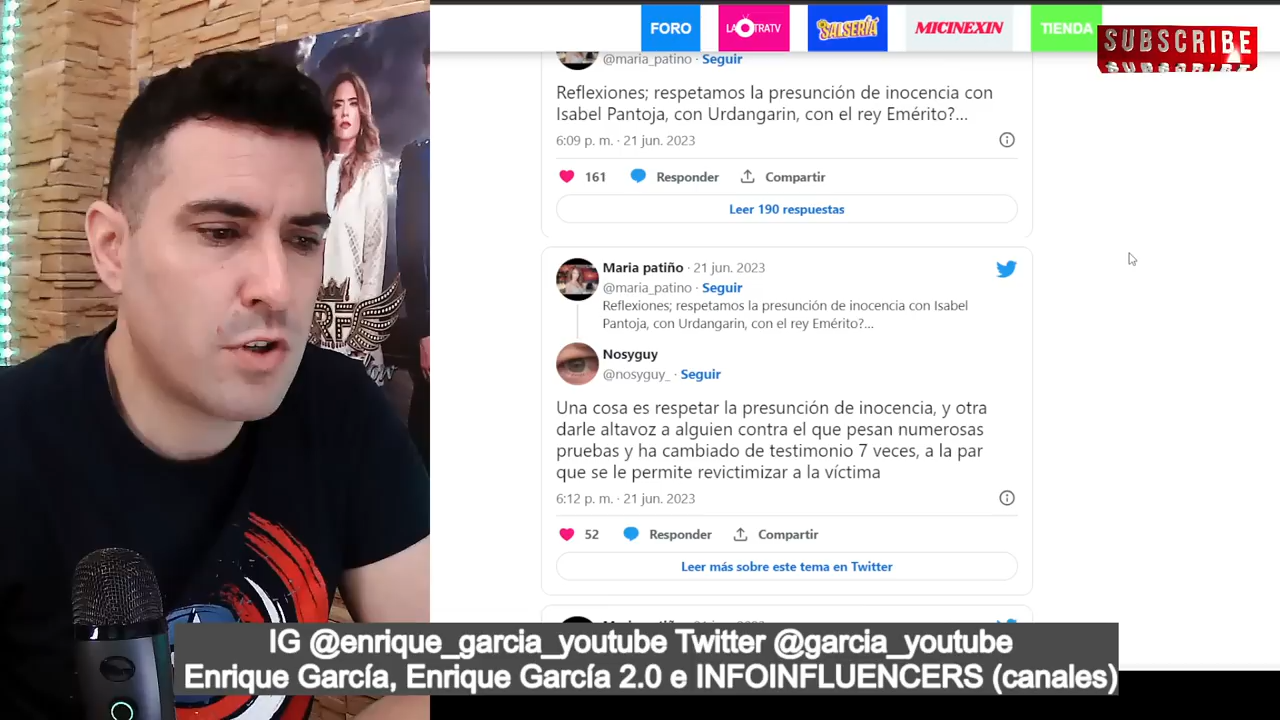 FORO
LA OTRATV
SALSERÍA
MICINEXIN
TIENDA
SUBSCRIBE
@maria_patino · Seguir
Reflexiones; respetamos la presunción de inocencia con
Isabel Pantoja, con Urdangarin, con el rey Emérito?...
6:09 p. m. · 21 jun. 2023
161 Responder Compartir
Leer 190 respuestas
Maria patiño · 21 jun. 2023
@maria_patino · Seguir
Reflexiones; respetamos la presunción de inocencia con Isabel
Pantoja, con Urdangarin, con el rey Emérito?...
Nosyguy
@nosyguy_ · Seguir
Una cosa es respetar la presunción de inocencia, y otra
darle altavoz a alguien contra el que pesan numerosas
pruebas y ha cambiado de testimonio 7 veces, a la par
que se le permite revictimizar a la víctima
6:12 p. m. · 21 jun. 2023
52 Responder Compartir
Leer más sobre este tema en Twitter
IG @enrique_garcia_youtube Twitter @garcia_youtube
Enrique García, Enrique García 2.0 e INFOINFLUENCERS (canales)